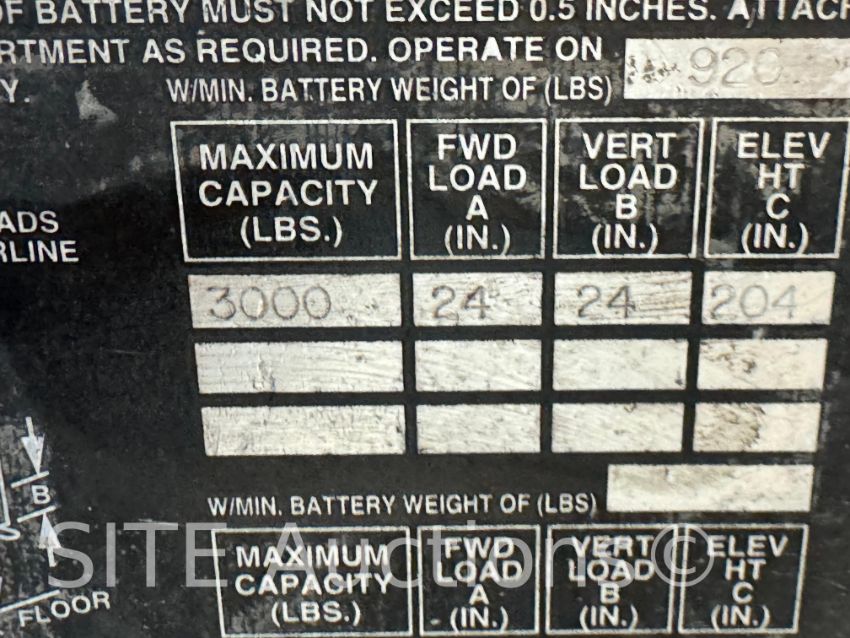 OF BATTERY MUST NOT EXCEED 0.5 INCHES. ATTACH
RTMENT AS REQUIRED. OPERATE ON
Y.
W/MIN. BATTERY WEIGHT OF (LBS) 920
MAXIMUM CAPACITY (LBS.) FWD LOAD A (IN.) VERT LOAD B (IN.) ELEV HT C (IN.)
ADS
RLINE
3000 24 24 204
B
W/MIN. BATTERY WEIGHT OF (LBS)
S
SITE Auctions ©
MAXIMUM CAPACITY (LBS.) FWD LOAD A (IN.) VERT LOAD B (IN.) ELEV HT C (IN.)
FLOOR